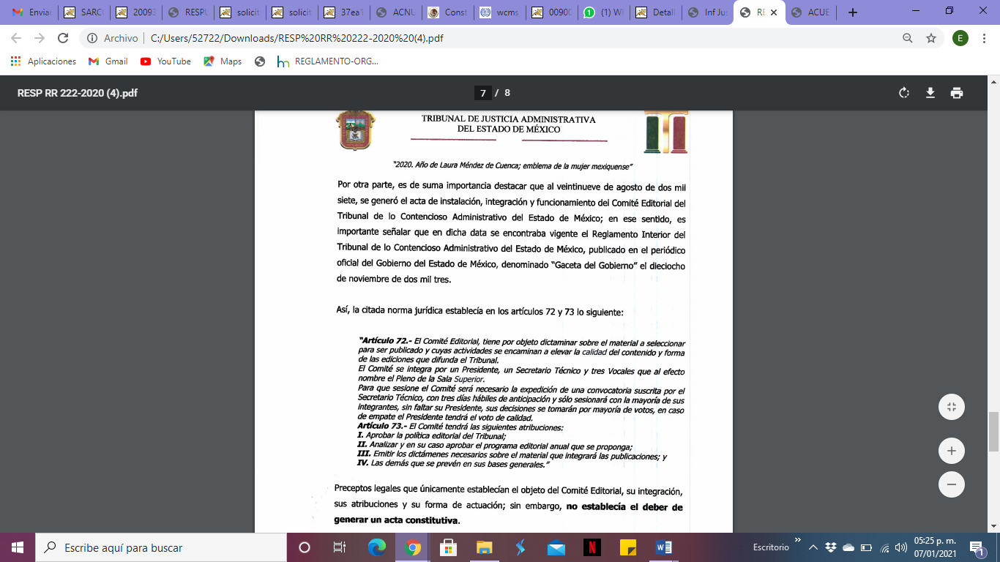 Envia
SARC
20093
RESPU
solicit
solicit
37ea1
ACNU
Const
wcms
0090
(1) W
Detall
Inf Jus
RE
ACUE
Archivo
C:/Users/52722/Downloads/RESP%20RR%20222-2020%20(4).pdf
E
Aplicaciones
Gmail
YouTube
Maps
REGLAMENTO-ORG...
RESP RR 222-2020 (4).pdf
7 / 8
TRIBUNAL DE JUSTICIA ADMINISTRATIVA
DEL ESTADO DE MÉXICO
"2020. Año de Laura Méndez de Cuenca; emblema de la mujer mexiquense"
Por otra parte, es de suma importancia destacar que al veintinueve de agosto de dos mil
siete, se generó el acta de instalación, integración y funcionamiento del Comité Editorial del
Tribunal de lo Contencioso Administrativo del Estado de México; en ese sentido, es
importante señalar que en dicha data se encontraba vigente el Reglamento Interior del
Tribunal de lo Contencioso Administrativo del Estado de México, publicado en el periódico
oficial del Gobierno del Estado de México, denominado "Gaceta del Gobierno" el dieciocho
de noviembre de dos mil tres.
Así, la citada norma jurídica establecía en los artículos 72 y 73 lo siguiente:
"Artículo 72.- El Comité Editorial, tiene por objeto dictaminar sobre el material a seleccionar
para ser publicado y cuyas actividades se encaminan a elevar la calidad del contenido y forma
de las ediciones que difunda el Tribunal.
El Comité se integra por un Presidente, un Secretario Técnico y tres Vocales que al efecto
nombre el Pleno de la Sala Superior.
Para que sesione el Comité será necesario la expedición de una convocatoria suscrita por el
Secretario Técnico, con tres días hábiles de anticipación y sólo sesionará con la mayoría de sus
integrantes, sin faltar su Presidente, sus decisiones se tomarán por mayoría de votos, en caso
de empate el Presidente tendrá el voto de calidad.
Artículo 73.- El Comité tendrá las siguientes atribuciones:
I. Aprobar la política editorial del Tribunal;
II. Analizar y en su caso aprobar el programa editorial anual que se proponga;
III. Emitir los dictámenes necesarios sobre el material que integrará las publicaciones; y
IV. Las demás que se prevén en sus bases generales."
Preceptos legales que únicamente establecían el objeto del Comité Editorial, su integración,
sus atribuciones y su forma de actuación; sin embargo, no establecía el deber de
generar un acta constitutiva.
Escribe aquí para buscar
Escritorio
05:25 p. m.
07/01/2021
1